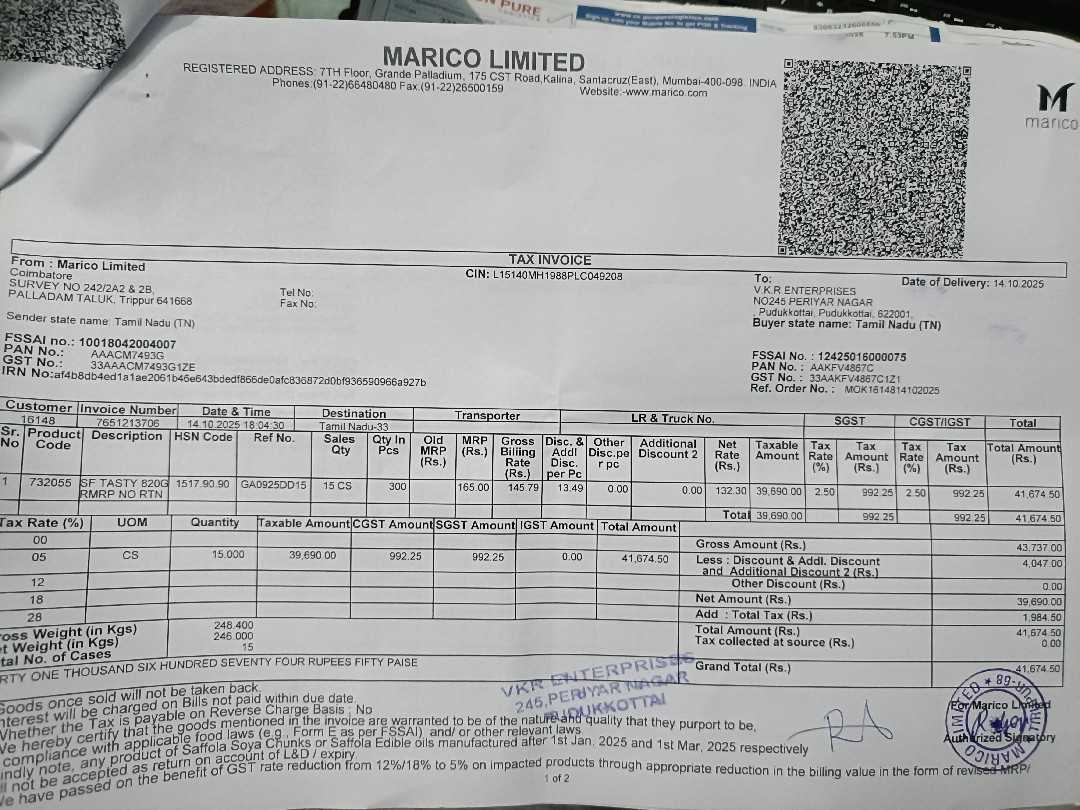 N PURE
Sign up with your Mobile No. to get POD & Tracking
7.53PM
MARICO LIMITED
REGISTERED ADDRESS: 7TH Floor, Grande Palladium, 175 CST Road,Kalina, Santacruz(East), Mumbai-400-098. INDIA
Phones:(91-22)66480480 Fax.(91-22)26500159 Website:-www.marico.com
marico
TAX INVOICE
CIN: L15140MH1988PLC049208
From : Marico Limited
Coimbatore
SURVEY NO 242/2A2 & 2B,
PALLADAM TALUK, Trippur 641668
Tel No:
Fax No:
Sender state name: Tamil Nadu (TN)
FSSAI no.: 10018042004007
PAN No.: AAACM7493G
GST No.: 33AAACM7493G1ZE
IRN No:af4b8db4ed1a1ae2061b46e643bdedf866de0afc836872d0bf936590966a927b
To: Date of Delivery: 14.10.2025
V.K.R ENTERPRISES
NO245 PERIYAR NAGAR
, Pudukkottai, Pudukkottai, 622001,
Buyer state name: Tamil Nadu (TN)
FSSAI No. : 12425016000075
PAN No. : AAKFV4867C
GST No. : 33AAKFV4867C1Z1
Ref. Order No. : MOK1614814102025
Customer Invoice Number Date & Time Destination Transporter LR & Truck No. SGST CGST/IGST Total
16148 7651213706 14.10.2025 18:04:30 Tamil Nadu-33
Sr. No Product Code Description HSN Code Ref No. Sales Qty Qty In Pcs Old MRP (Rs.) MRP (Rs.) Gross Billing Rate (Rs.) Disc. & Addl Disc. per Pc Other Disc.pe r pc Additional Discount 2 Net Rate (Rs.) Taxable Amount Tax Rate (%) Tax Amount (Rs.) Tax Rate (%) Tax Amount (Rs.) Total Amount (Rs.)
1 732055 SF TASTY 820G RMRP NO RTN 1517.90.90 GA0925DD15 15 CS 300 165.00 145.79 13.49 0.00 0.00 132.30 39,690.00 2.50 992.25 2.50 992.25 41,674.50
Total 39,690.00 992.25 992.25 41,674.50
Tax Rate (%) UOM Quantity Taxable Amount CGST Amount SGST Amount IGST Amount Total Amount
00
05 CS 15.000 39,690.00 992.25 992.25 0.00 41,674.50
12
18
28
Gross Amount (Rs.) 43,737.00
Less : Discount & Addl. Discount and Additional Discount 2 (Rs.) 4,047.00
Other Discount (Rs.) 0.00
Net Amount (Rs.) 39,690.00
Add : Total Tax (Rs.) 1,984.50
Total Amount (Rs.) 41,674.50
Tax collected at source (Rs.) 0.00
Grand Total (Rs.) 41,674.50
ross Weight (in Kgs) 248.400
t Weight (in Kgs) 246.000
tal No. of Cases 15
RTY ONE THOUSAND SIX HUNDRED SEVENTY FOUR RUPEES FIFTY PAISE
VKR ENTERPRISES
245,PERIYAR NAGAR
PUDUKKOTTAI
Goods once sold will not be taken back.
nterest will be charged on Bills not paid within due date.
Whether the Tax is payable on Reverse Charge Basis : No
We hereby certify that the goods mentioned in the invoice are warranted to be of the nature and quality that they purport to be,
compliance with applicable food laws (e.g., Form E as per FSSAI) and/ or other relevant laws.
indly note, any product of Saffola Soya Chunks or Saffola Edible oils manufactured after 1st Jan, 2025 and 1st Mar, 2025 respectively
ll not be accepted as return on account of L&D / expiry.
We have passed on the benefit of GST rate reduction from 12%/18% to 5% on impacted products through appropriate reduction in the billing value in the form of revised MRP/
1 of 2
For Marico Limited
Authorized Signatory